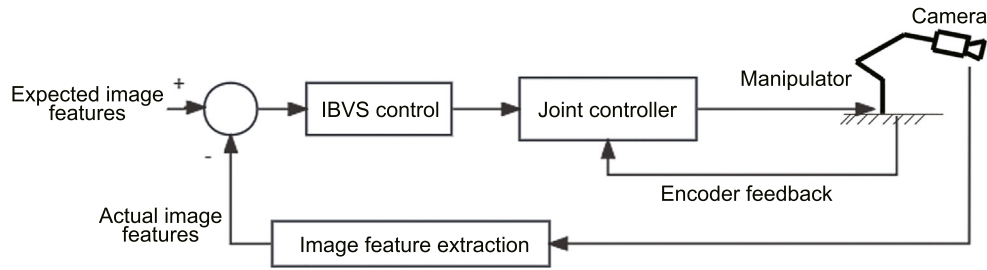 Camera
+
Manipulator
Expected image
features
IBVS control
Joint controller
-
Encoder feedback
Actual image
features
Image feature extraction